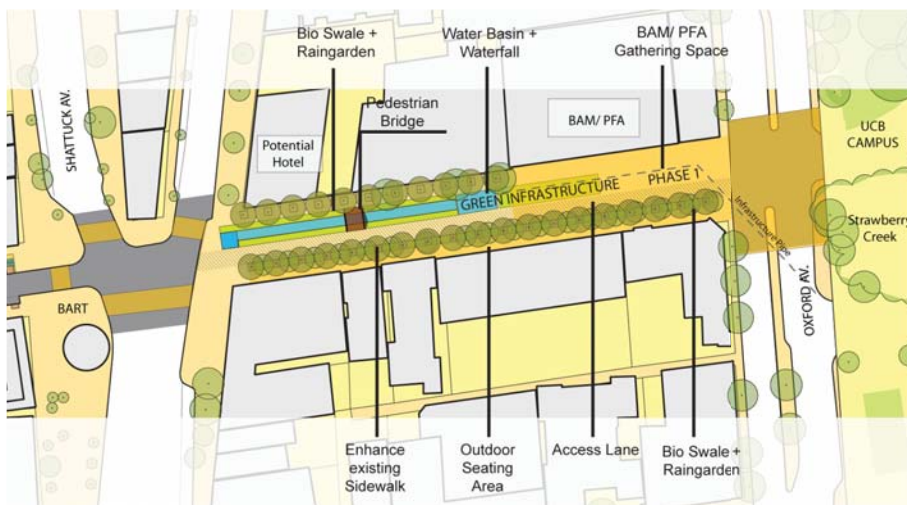 Bio Swale +
Raingarden
Water Basin +
Waterfall
BAM/ PFA
Gathering Space
Pedestrian
Bridge
SHATTUCK AV.
Potential
Hotel
BAM/ PFA
UCB
CAMPUS
GREEN INFRASTRUCTURE
PHASE 1
Infrastructure Pipe
Strawberry
Creek
BART
OXFORD AV.
Enhance
existing
Sidewalk
Outdoor
Seating
Area
Access Lane
Bio Swale +
Raingarden